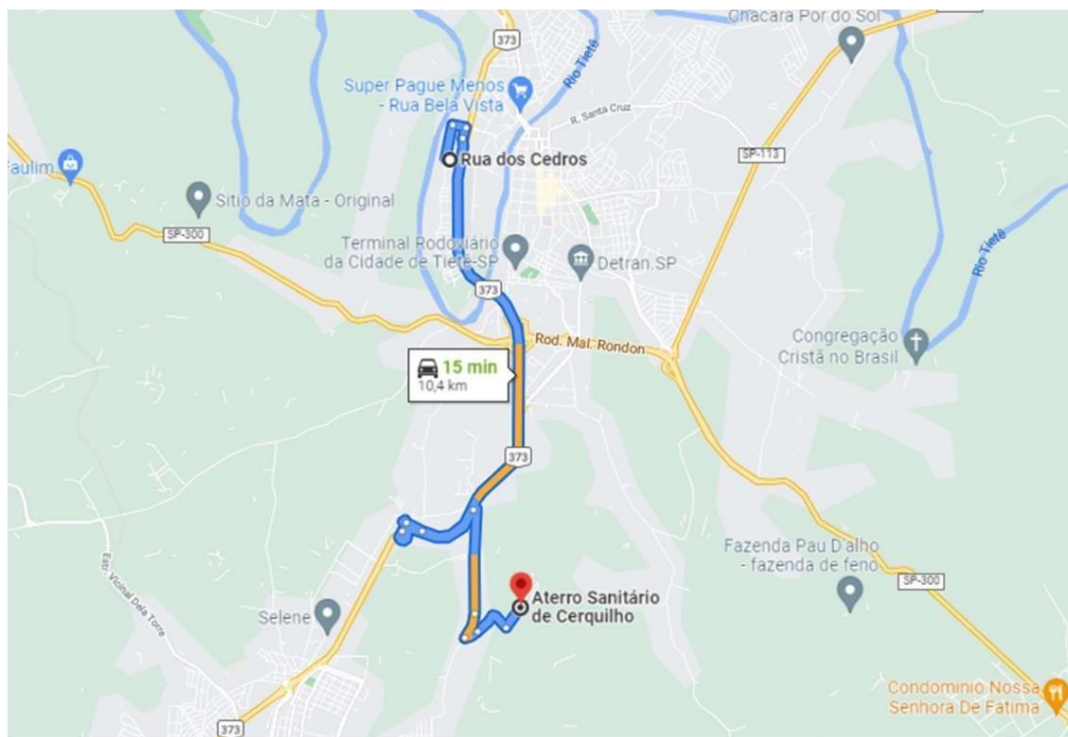 Chacara Por do Sol
373
Super Pague Menos
- Rua Bela Vista
Rio Tietê
R. Santa Cruz
Rua dos Cedros
SP-113
Faulim
Sitio da Mata - Original
SP-300
Terminal Rodoviário
da Cidade de Tietê-SP
Detran.SP
Rio Tietê
373
Rod. Mal. Rondon
Congregação
Cristã no Brasil
15 min
10,4 km
373
Estr. Vicinal Dela Torre
Fazenda Pau D'alho
- fazenda de feno
SP-300
Aterro Sanitário
de Cerquilho
Selene
Condominio Nossa
Senhora De Fatima
373